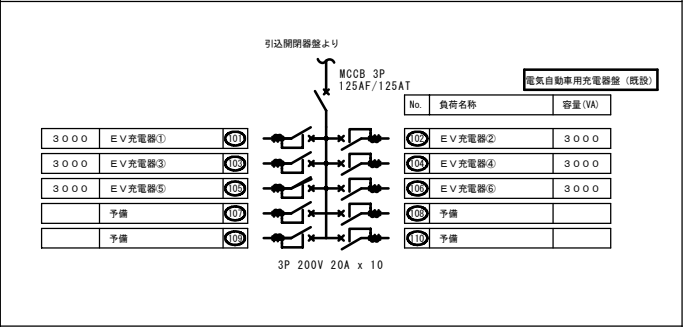 引込開閉器盤より
MCCB 3P
125AF/125AT
電気自動車用充電器盤 (既設)
No. 負荷名称 容量(VA)
3000 EV充電器① 101 102 EV充電器② 3000
3000 EV充電器③ 103 104 EV充電器④ 3000
3000 EV充電器⑤ 105 106 EV充電器⑥ 3000
予備 107 108 予備
予備 109 110 予備
3P 200V 20A x 10